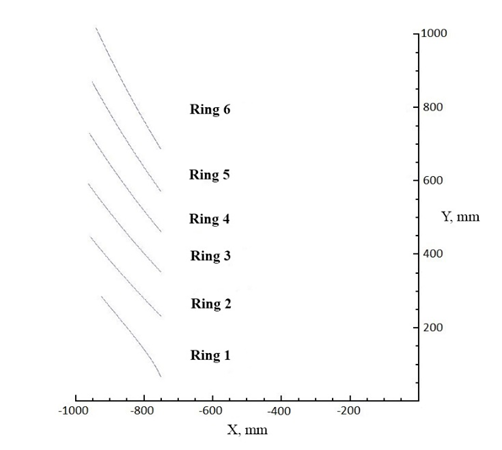 1000
Ring 6
800
Ring 5
600
Ring 4
Y, mm
Ring 3
400
Ring 2
200
Ring 1
-1000
-800
-600
-400
-200
X, mm